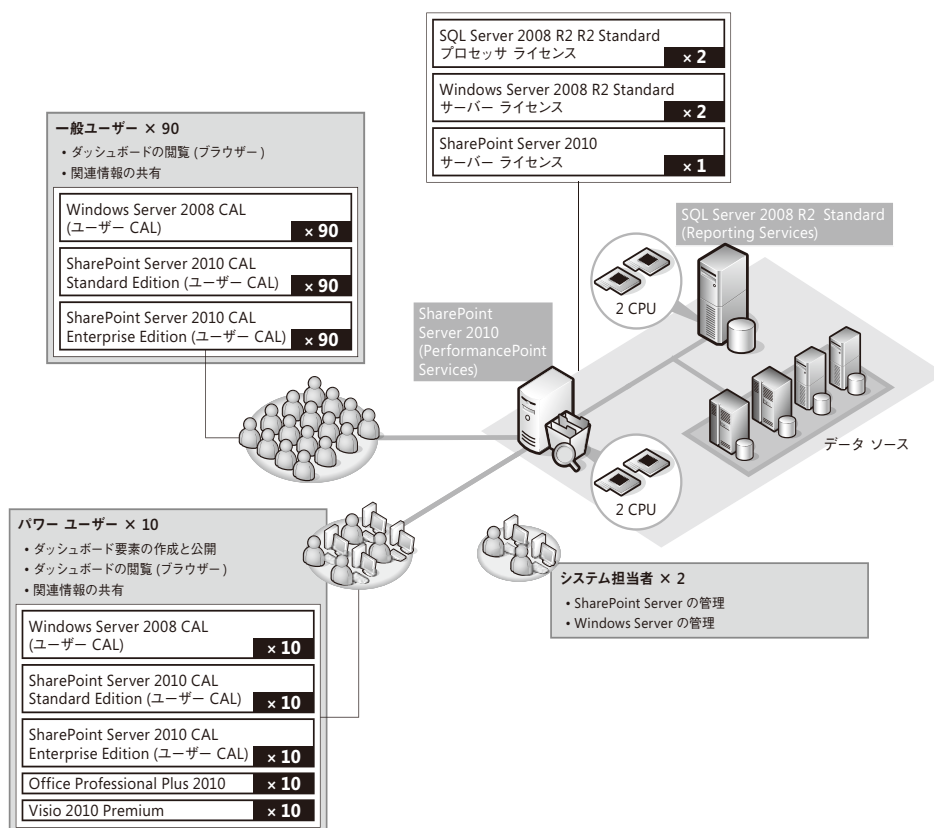 SQL Server 2008 R2 R2 Standard
プロセッサ ライセンス
× 2
Windows Server 2008 R2 Standard
サーバー ライセンス
× 2
SharePoint Server 2010
サーバー ライセンス
× 1
一般ユーザー × 90
• ダッシュボードの閲覧 (ブラウザー)
• 関連情報の共有
Windows Server 2008 CAL
(ユーザー CAL)
× 90
SharePoint Server 2010 CAL
Standard Edition (ユーザー CAL)
× 90
SharePoint Server 2010 CAL
Enterprise Edition (ユーザー CAL)
× 90
SQL Server 2008 R2 Standard
(Reporting Services)
2 CPU
SharePoint
Server 2010
(PerformancePoint
Services)
データ ソース
2 CPU
パワー ユーザー × 10
• ダッシュボード要素の作成と公開
• ダッシュボードの閲覧 (ブラウザー)
• 関連情報の共有
Windows Server 2008 CAL
(ユーザー CAL)
× 10
SharePoint Server 2010 CAL
Standard Edition (ユーザー CAL)
× 10
SharePoint Server 2010 CAL
Enterprise Edition (ユーザー CAL)
× 10
Office Professional Plus 2010
× 10
Visio 2010 Premium
× 10
システム担当者 × 2
• SharePoint Server の管理
• Windows Server の管理